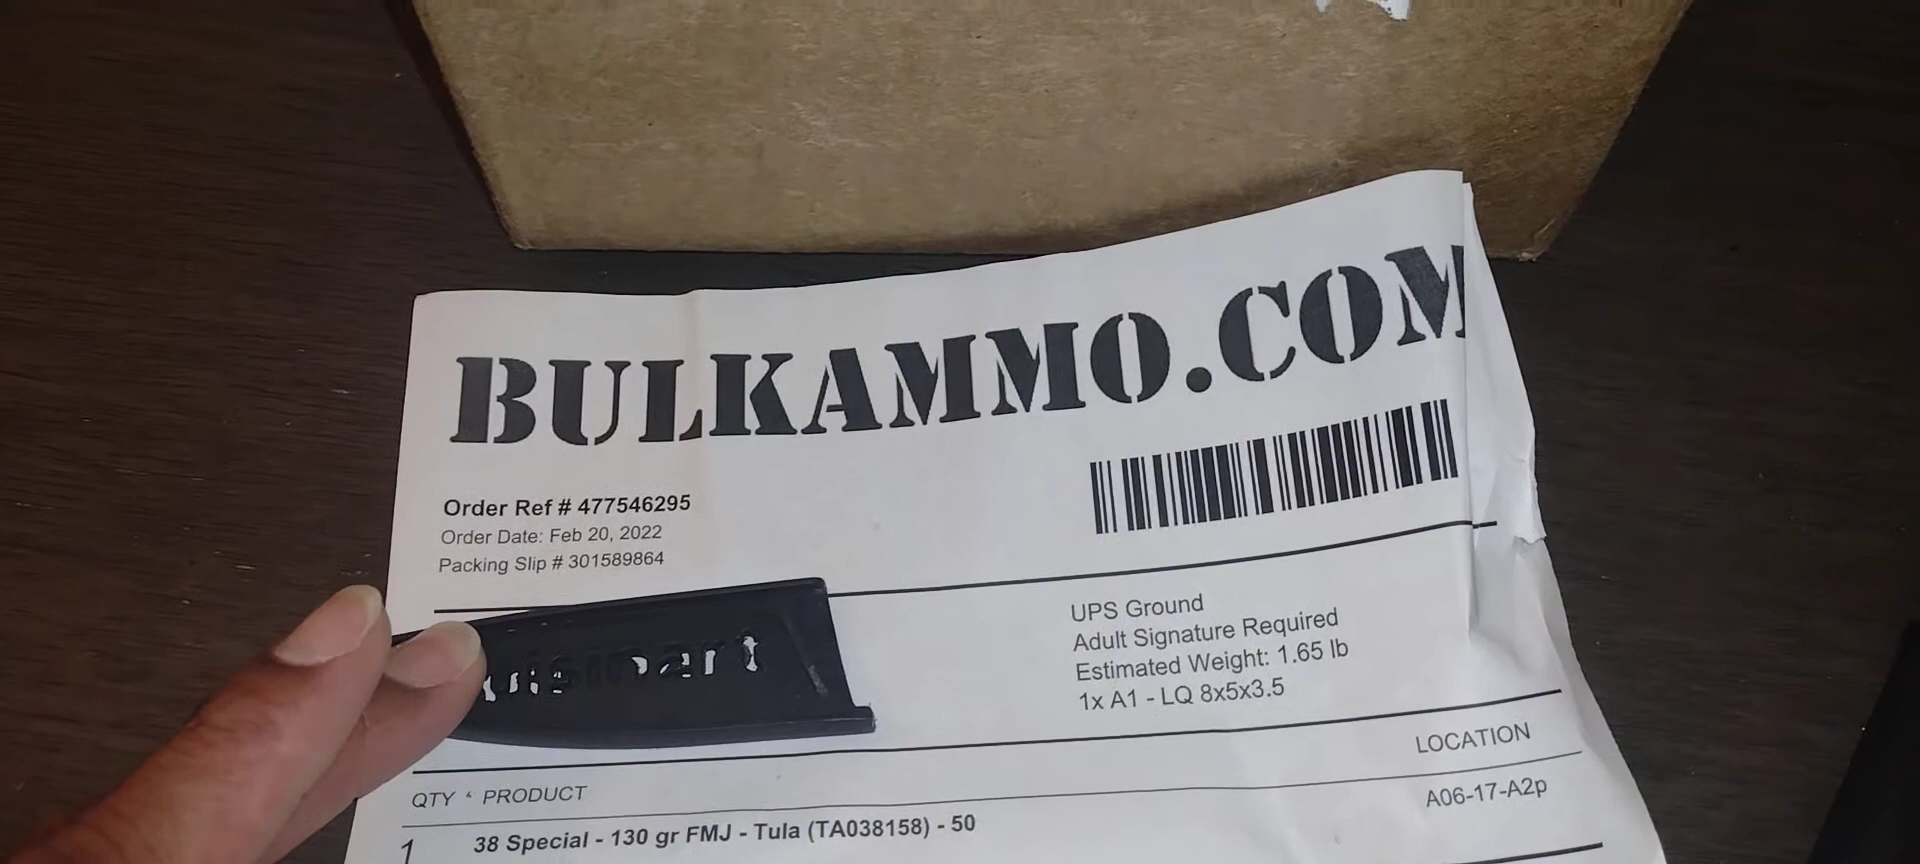 BULKAMMO.COM
Order Ref # 477546295
Order Date: Feb 20, 2022
Packing Slip # 301589864
UPS Ground
Adult Signature Required
Estimated Weight: 1.65 lb
1x A1 - LQ 8x5x3.5
QTY PRODUCT LOCATION
1 38 Special - 130 gr FMJ - Tula (TA038158) - 50 A06-17-A2p